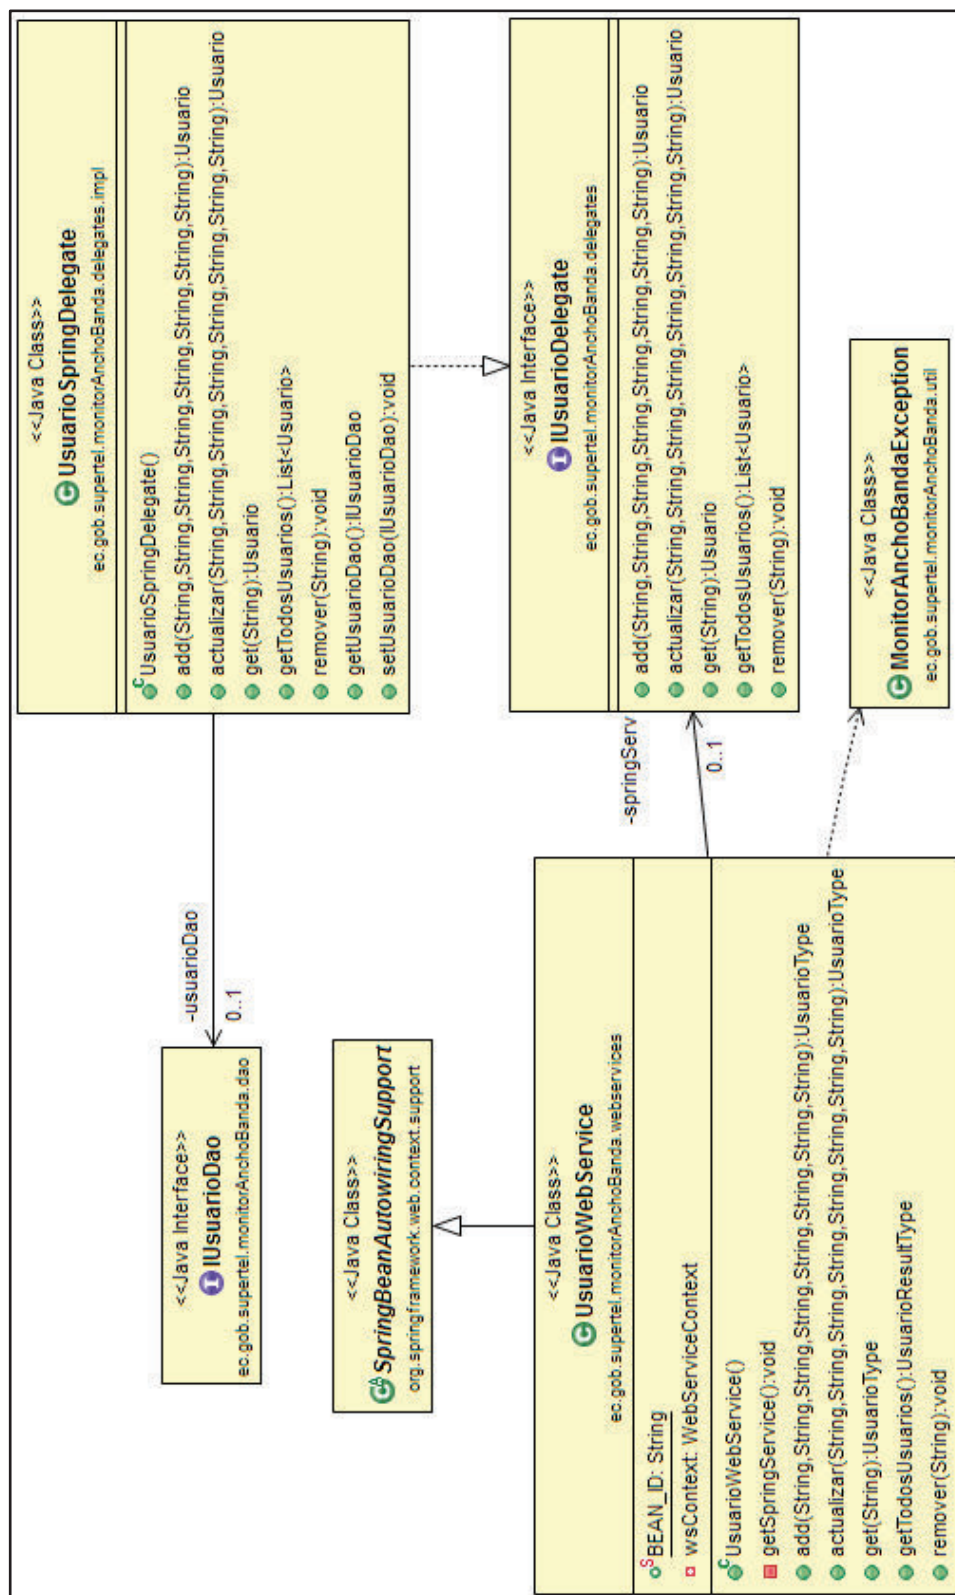 <<Java Class>>
UsuarioSpringDelegate
ec.gob.supertel.monitorAnchoBanda.delegates.impl
UsuarioSpringDelegate()
add(String,String,String,String,String,String):Usuario
actualizar(String,String,String,String,String,String):Usuario
get(String):Usuario
getTodosUsuarios():List<Usuario>
remover(String):void
getUsuarioDao():IUsuarioDao
setUsuarioDao(IUsuarioDao):void
<<Java Interface>>
IUsuarioDelegate
ec.gob.supertel.monitorAnchoBanda.delegates
add(String,String,String,String,String,String):Usuario
actualizar(String,String,String,String,String,String):Usuario
get(String):Usuario
getTodosUsuarios():List<Usuario>
remover(String):void
<<Java Class>>
MonitorAnchoBandaException
ec.gob.supertel.monitorAnchoBanda.util
-usuarioDao
0..1
-springServ
0..1
<<Java Interface>>
IUsuarioDao
ec.gob.supertel.monitorAnchoBanda.dao
<<Java Class>>
SpringBeanAutowiringSupport
org.springframework.web.context.support
<<Java Class>>
UsuarioWebService
ec.gob.supertel.monitorAnchoBanda.webservices
BEAN_ID: String
wsContext: WebServiceContext
UsuarioWebService()
getSpringService():void
add(String,String,String,String,String,String):UsuarioType
actualizar(String,String,String,String,String,String):UsuarioType
get(String):UsuarioType
getTodosUsuarios():UsuarioResultType
remover(String):void